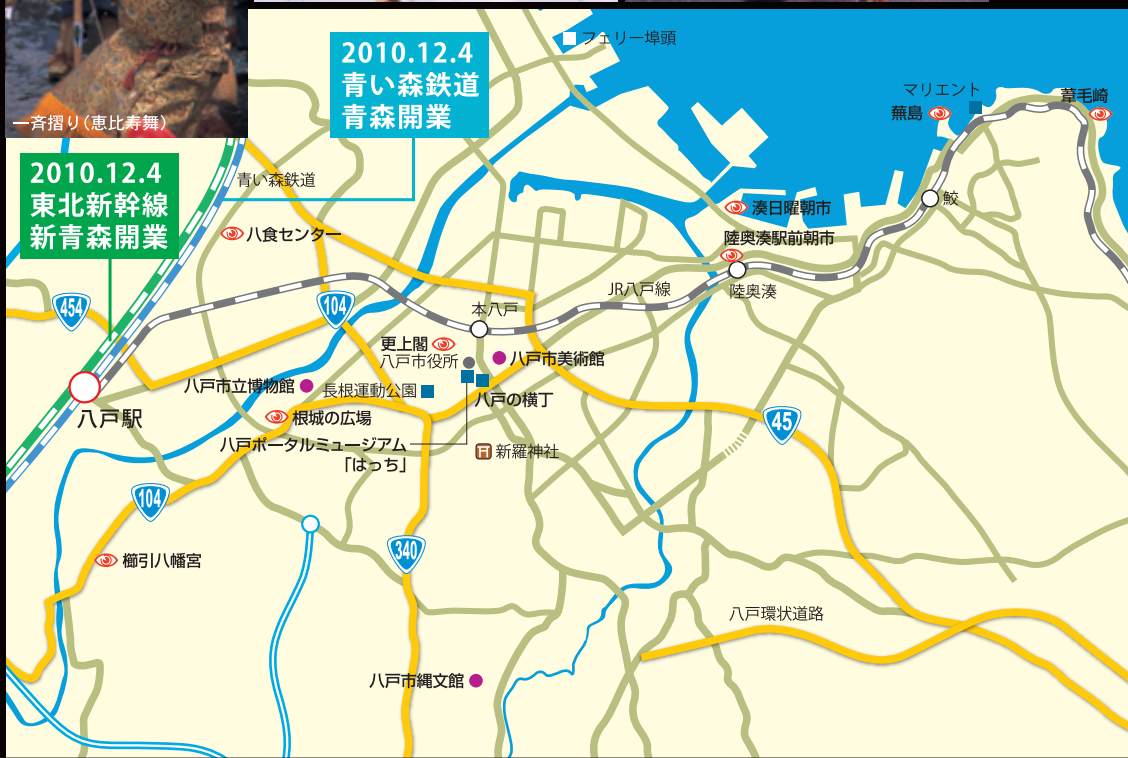 一斉摺り(恵比寿舞)
2010.12.4
青い森鉄道
青森開業
フェリー埠頭
マリエント
蕪島
葦毛崎
2010.12.4
東北新幹線
新青森開業
青い森鉄道
鮫
湊日曜朝市
八食センター
陸奥湊駅前朝市
454
104
JR八戸線
陸奥湊
本八戸
更上閣
八戸市役所
八戸市美術館
八戸市立博物館
長根運動公園
八戸の横丁
八戸駅
根城の広場
45
八戸ポータルミュージアム
「はっち」
新羅神社
104
340
櫛引八幡宮
八戸環状道路
八戸市縄文館